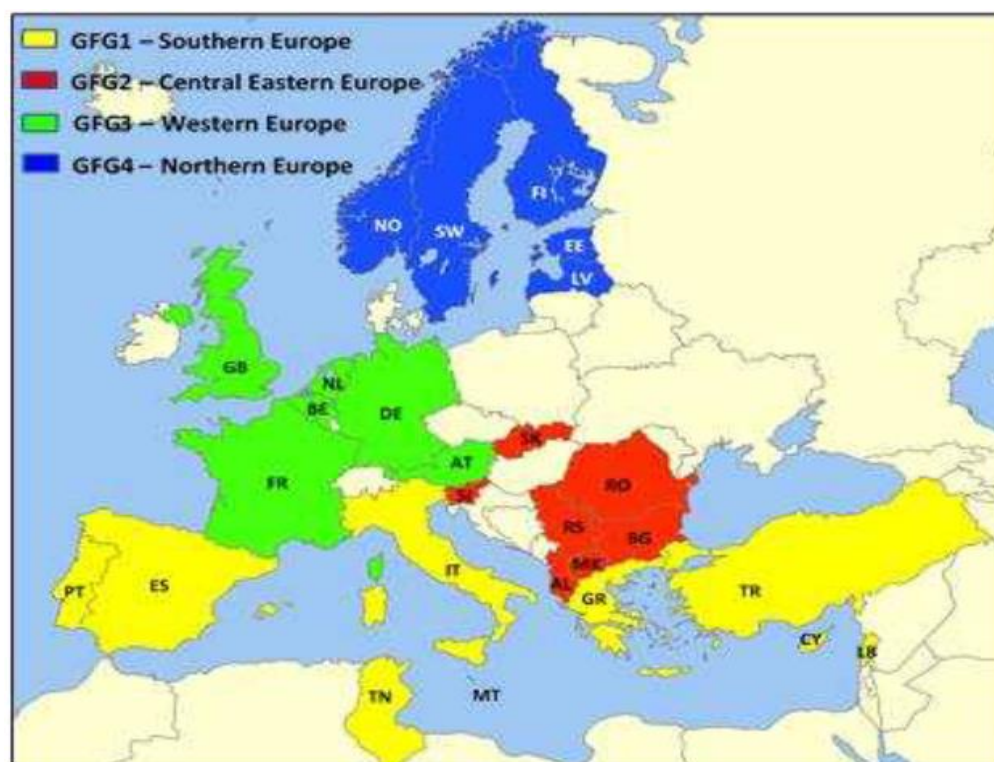 GFG1 – Southern Europe
GFG2 – Central Eastern Europe
GFG3 – Western Europe
GFG4 – Northern Europe
FI
NO
SW
EE
LV
GB
NL
BE
DE
SK
AT
FR
RO
SI
RS
BG
IT
MK
AL
PT
ES
GR
TR
CY
LB
TN
MT